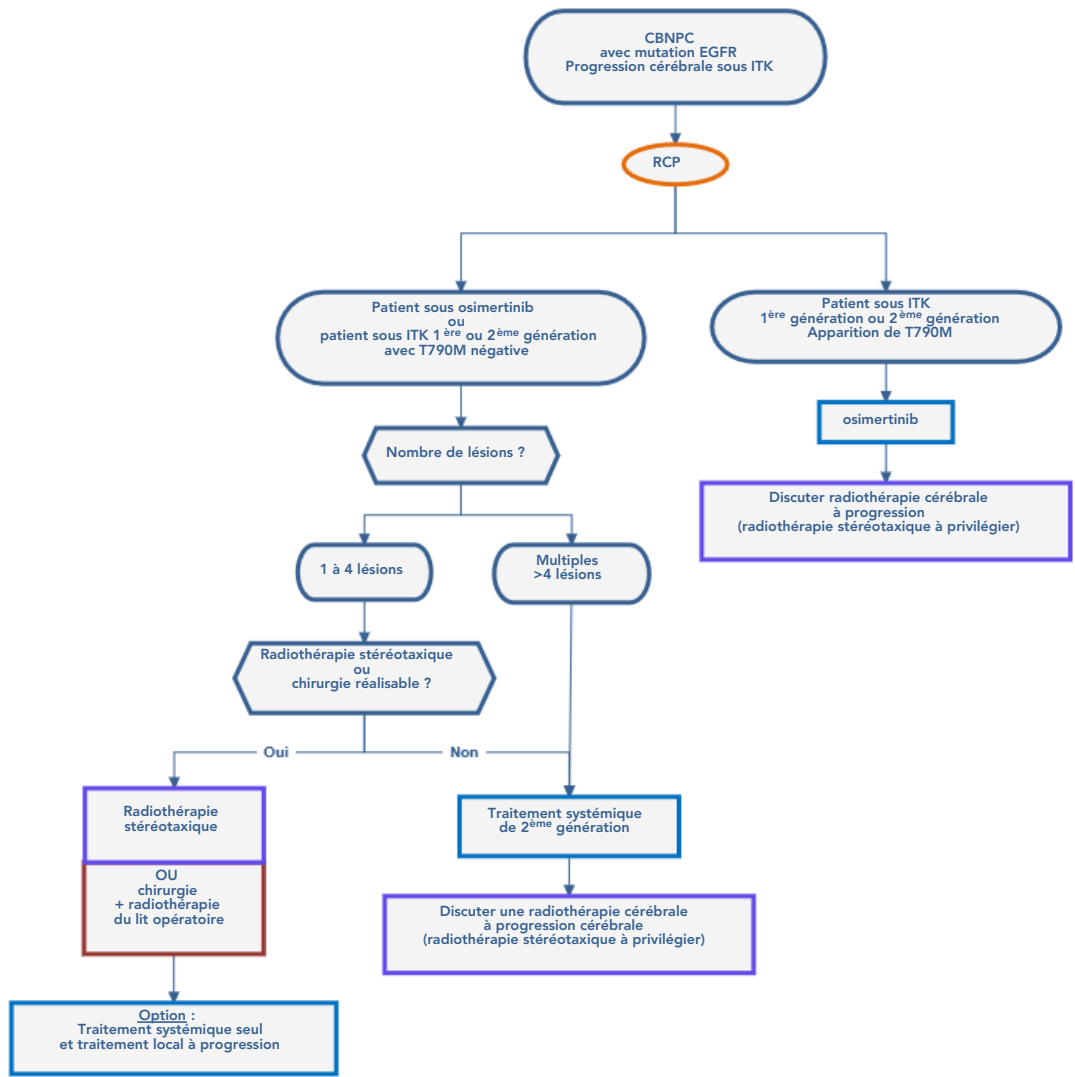 CBNPC
avec mutation EGFR
Progression cérébrale sous ITK
RCP
Patient sous osimertinib
ou
patient sous ITK 1 ère ou 2ème génération
avec T790M négative
Patient sous ITK
1ère génération ou 2ème génération
Apparition de T790M
osimertinib
Discuter radiothérapie cérébrale
à progression
(radiothérapie stéréotaxique à privilégier)
Nombre de lésions ?
1 à 4 lésions
Multiples
>4 lésions
Radiothérapie stéréotaxique
ou
chirurgie réalisable ?
Oui
Non
Radiothérapie
stéréotaxique
OU
chirurgie
+ radiothérapie
du lit opératoire
Traitement systémique
de 2ème génération
Discuter une radiothérapie cérébrale
à progression cérébrale
(radiothérapie stéréotaxique à privilégier)
Option :
Traitement systémique seul
et traitement local à progression